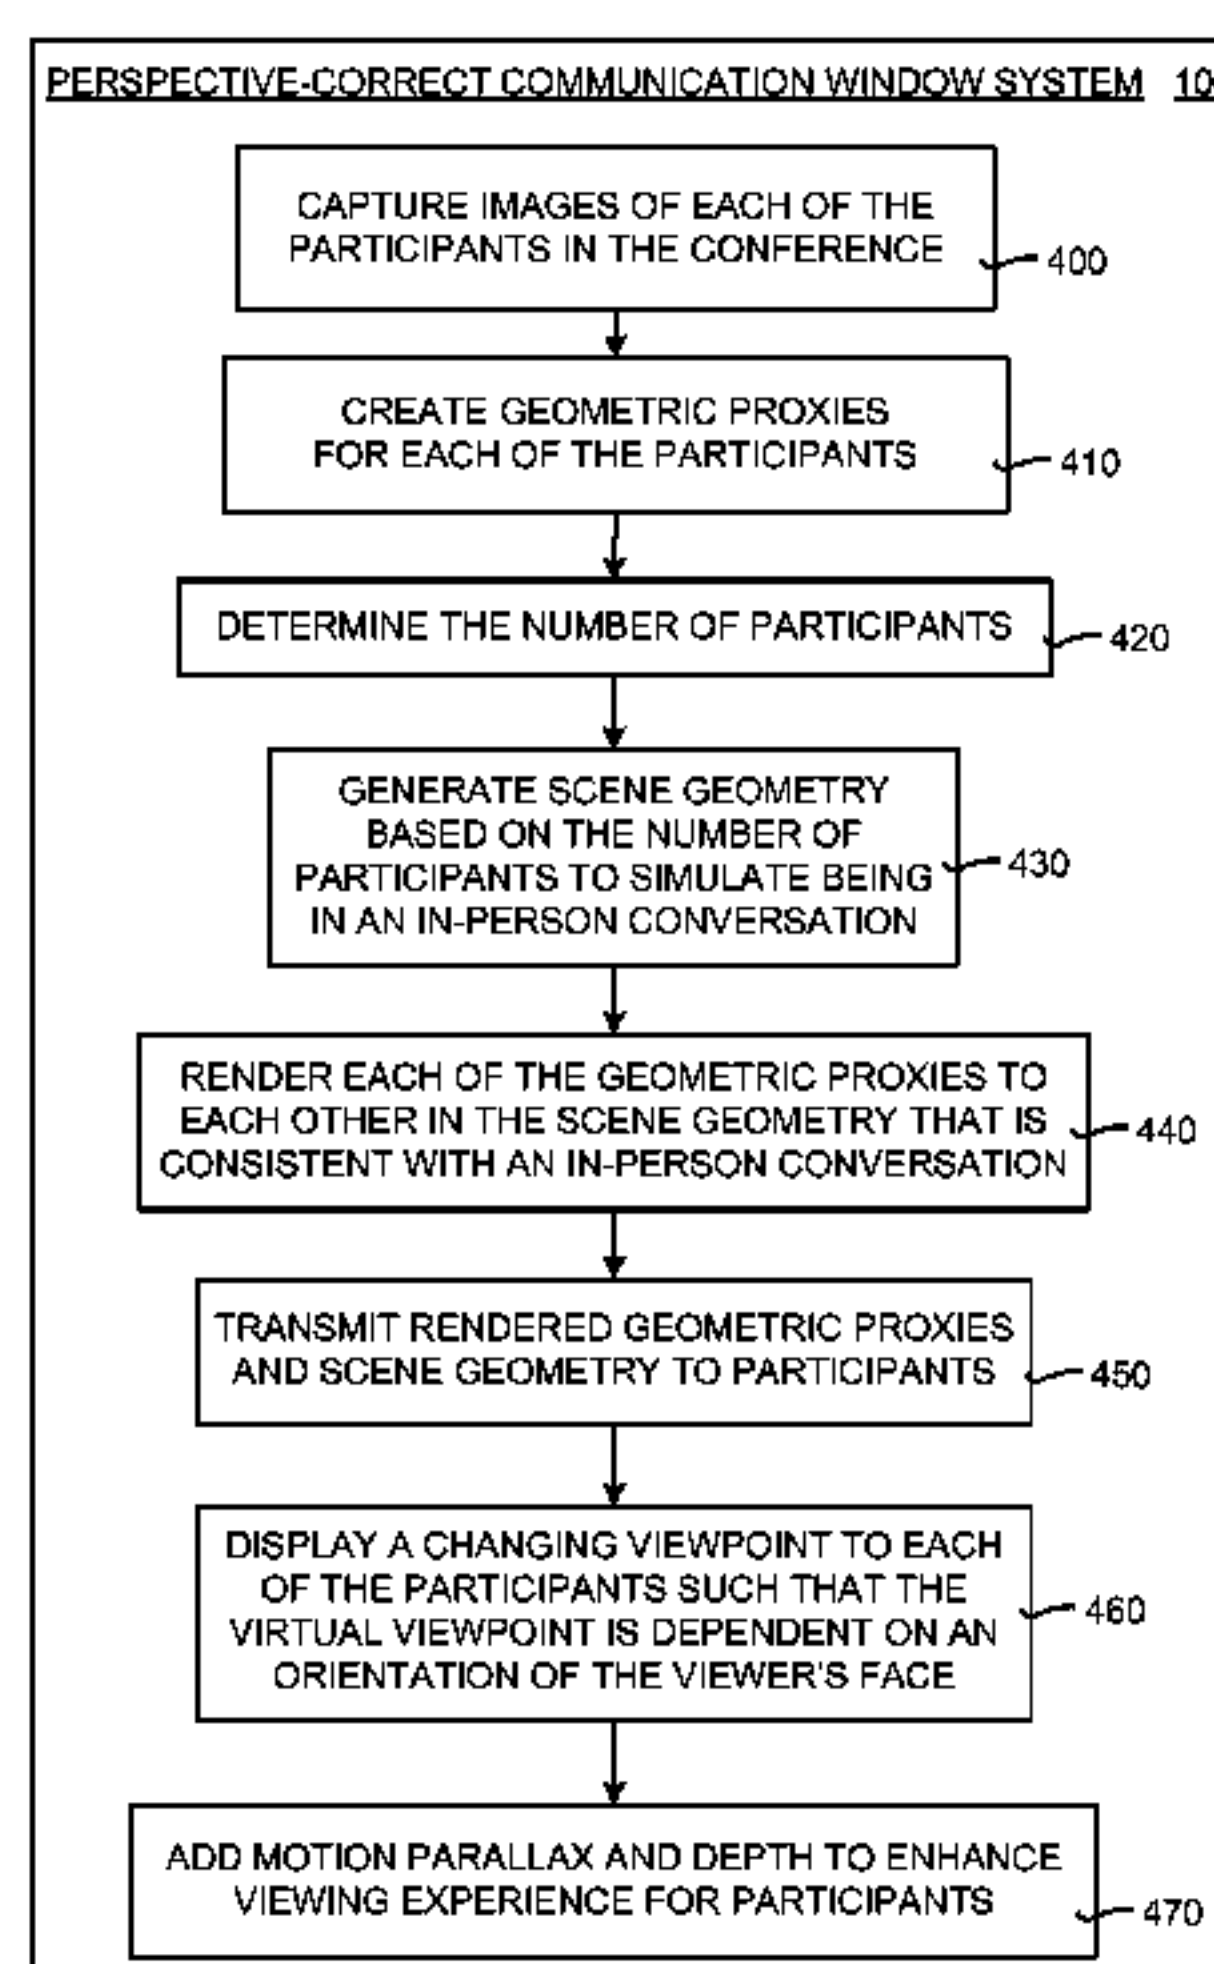 PERSPECTIVE-CORRECT COMMUNICATION WINDOW SYSTEM
CAPTURE IMAGES OF EACH OF THE
PARTICIPANTS IN THE CONFERENCE
400
CREATE GEOMETRIC PROXIES
FOR EACH OF THE PARTICIPANTS
410
DETERMINE THE NUMBER OF PARTICIPANTS
420
GENERATE SCENE GEOMETRY
BASED ON THE NUMBER OF
PARTICIPANTS TO SIMULATE BEING
IN AN IN-PERSON CONVERSATION
430
RENDER EACH OF THE GEOMETRIC PROXIES TO
EACH OTHER IN THE SCENE GEOMETRY THAT IS
CONSISTENT WITH AN IN-PERSON CONVERSATION
440
TRANSMIT RENDERED GEOMETRIC PROXIES
AND SCENE GEOMETRY TO PARTICIPANTS
450
DISPLAY A CHANGING VIEWPOINT TO EACH
OF THE PARTICIPANTS SUCH THAT THE
VIRTUAL VIEWPOINT IS DEPENDENT ON AN
ORIENTATION OF THE VIEWER'S FACE
460
ADD MOTION PARALLAX AND DEPTH TO ENHANCE
VIEWING EXPERIENCE FOR PARTICIPANTS
470